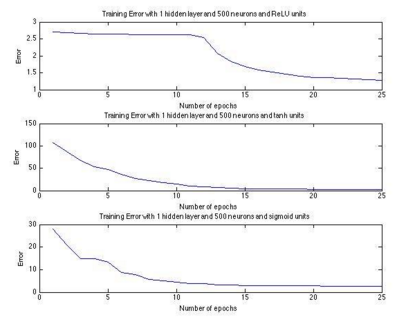 Training Error with 1 hidden layer and 500 neurons and ReLU units
3
2.5
2
1.5
1
Error
0 5 10 15 20 25
Number of epochs
Training Error with 1 hidden layer and 500 neurons and tanh units
150
100
50
0
Error
0 5 10 15 20 25
Number of epochs
Training Error with 1 hidden layer and 500 neurons and sigmoid units
30
20
10
0
Error
0 5 10 15 20 25
Number of epochs